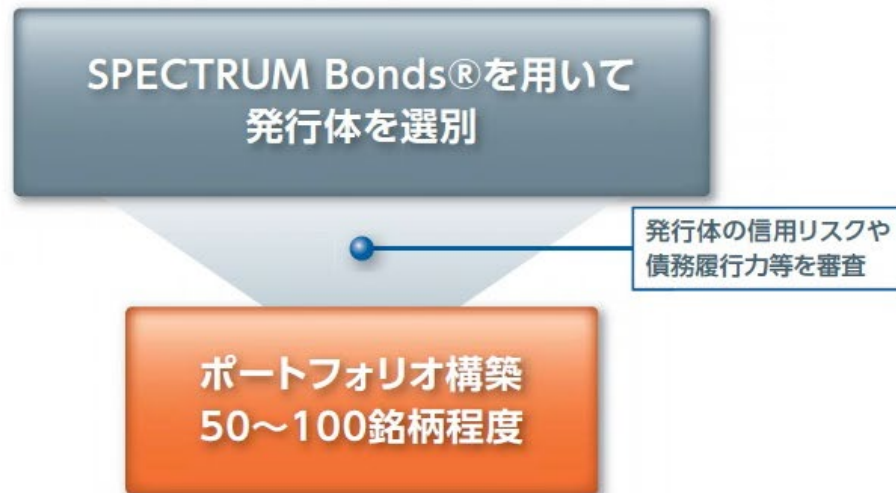 SPECTRUM Bonds®を用いて
発行体を選別
発行体の信用リスクや
債務履行力等を審査
ポートフォリオ構築
50～100銘柄程度